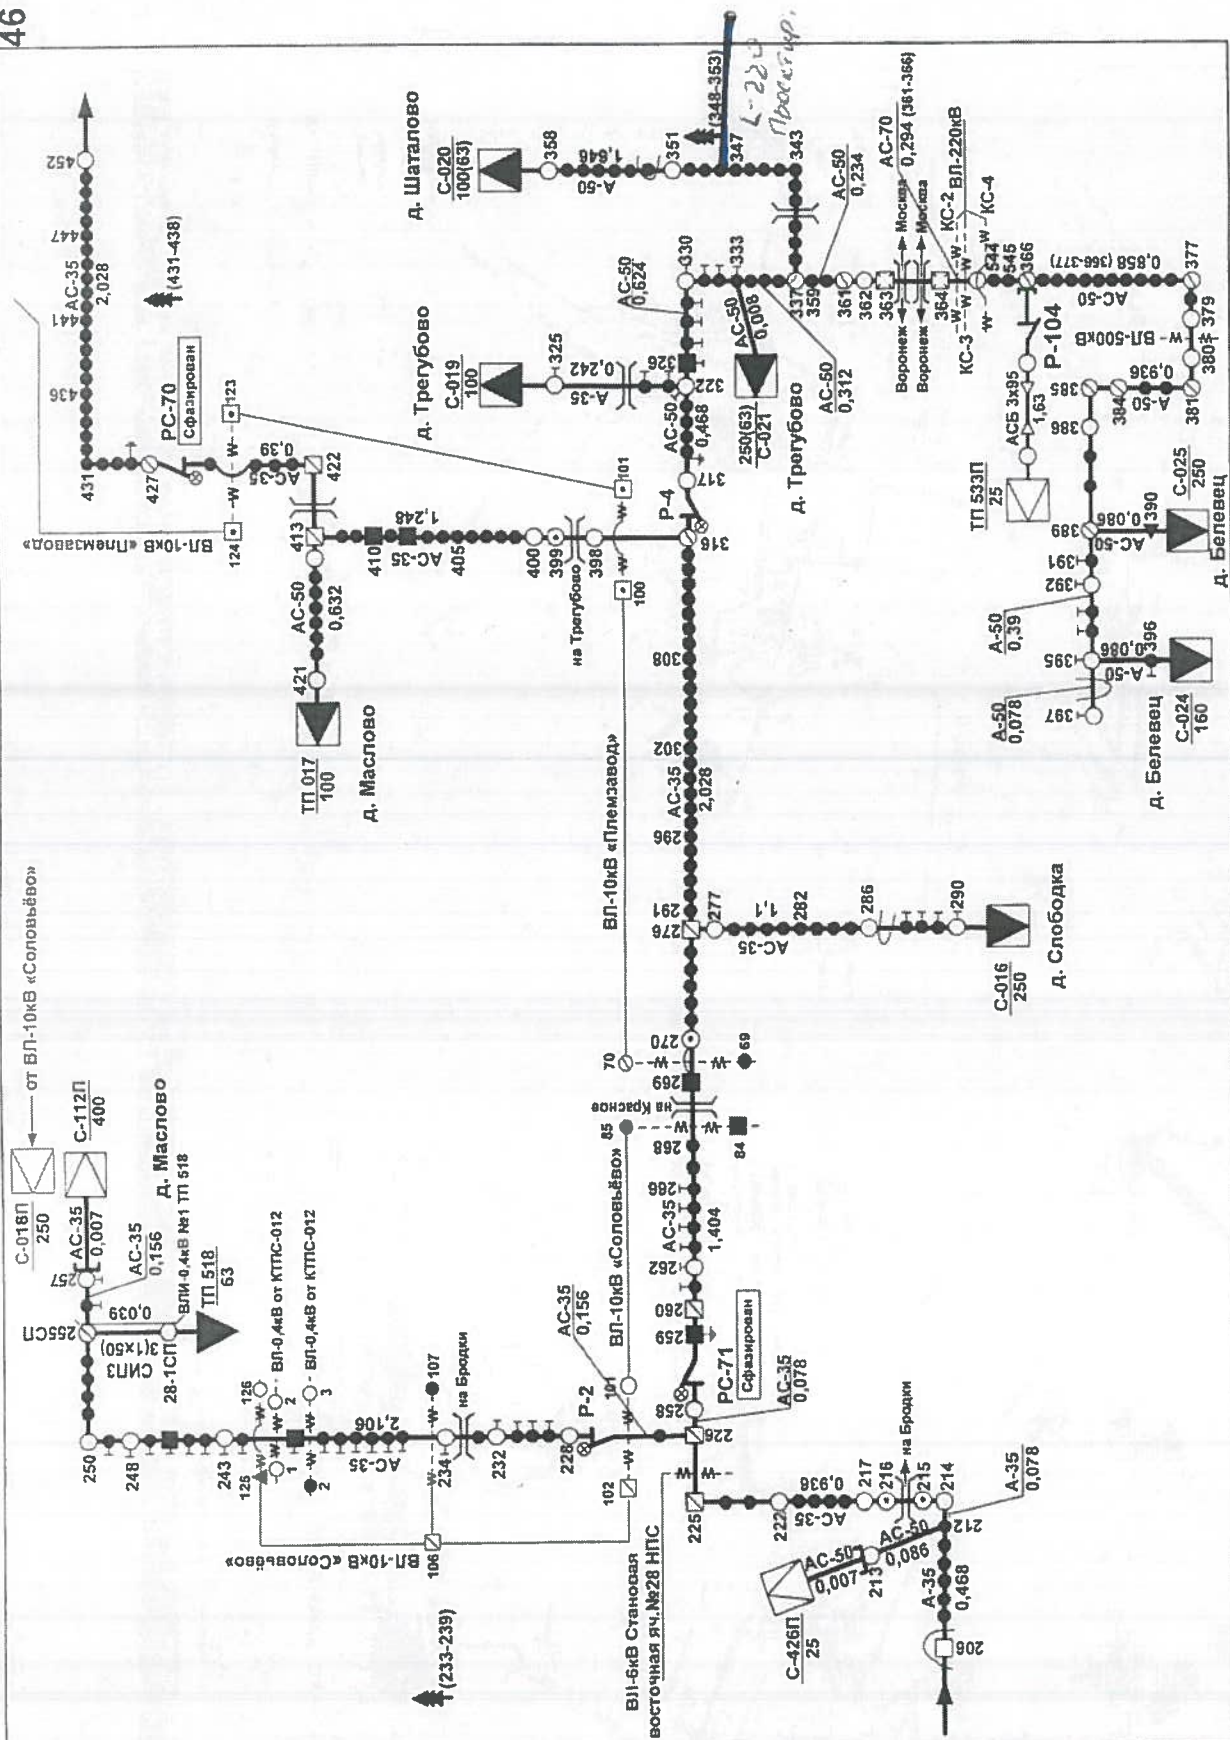 46
452
447
АС-35
2,028
441
436
431
(431-438)
РС-70
Сфазирован
427
123
W
0,39
АС-35
422
124
W
ВЛ-10кВ «Племзавод»
413
410
1,248
АС-35
405
400
399
на Трегубово
398
101
W
W
100
316
АС-50
0,632
421
ТП 017
100
д. Маслово
д. Шаталово
С-020
100(63)
358
1,646
А-50
351
(348-353)
347
L-220
Проектир.
343
д. Трегубово
С-019
100
325
0,242
А-35
АС-50
0,624
330
333
326
322
АС-50
0,488
317
Р-4
АС-50
0,008
250(63)
С-021
д. Трегубово
337
АС-50
0,312
359
АС-50
0,234
361
362
363
АС-70
0,294 (361-366)
Москва
Москва
Воронеж
Воронеж
364
КС-2
ВЛ-220кВ
КС-3
КС-4
544
545
366
Р-104
АСБ 3х95
1,63
ТП 533П
25
0,858 (366-377)
АС-50
377
379
ВЛ-500кВ
380
381
0,936
А-50
384
385
386
389
С-025
250
0,086
АС-50
390
д. Белевец
391
392
А-50
0,39
395
0,086
А-50
396
А-50
0,078
397
С-024
160
д. Белевец
308
302
АС-35
2,028
296
291
276
277
1,1
АС-35
282
286
290
С-016
250
д. Слободка
ВЛ-10кВ «Племзавод»
70
W
W
69
270
269
на Красное
85
W
W
84
268
266
АС-35
1,404
262
260
259
РС-71
Сфазирован
258
АС-35
0,078
226
ВЛ-10кВ «Соловьёво»
101
АС-35
0,156
Р-2
102
228
232
на Бродки
234
107
W
W
106
ВЛ-10кВ «Соловьёво»
2,106
АС-35
ВЛ-0,4кВ от КТПС-012
ВЛ-0,4кВ от КТПС-012
126
125
1
2
2
3
243
248
250
255СП
257
от ВЛ-10кВ «Соловьёво»
С-018П
250
С-112П
400
АС-35
0,007
д. Маслово
АС-35
0,156
ВЛИ-0,4кВ №1 ТП 518
0,039
3(1х50)
СИП3
28-1СП
ТП 518
63
(233-239)
ВЛ-6кВ Становая
восточная яч.№28 НПС
225
222
0,936
АС-35
217
216
на Бродки
215
214
А-35
0,078
212
АС-50
0,086
213
АС-50
0,007
С-426П
25
А-35
0,468
206